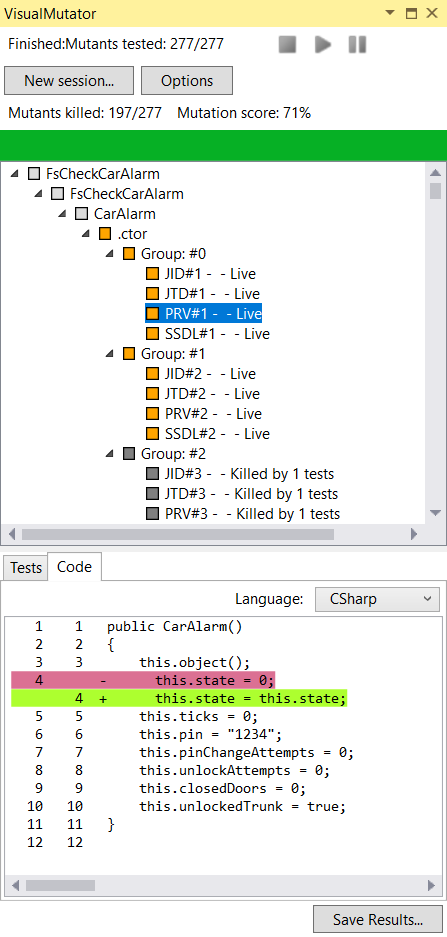 VisualMutator
Finished:Mutants tested: 277/277
New session... Options
Mutants killed: 197/277 Mutation score: 71%
FsCheckCarAlarm
FsCheckCarAlarm
CarAlarm
.ctor
Group: #0
JID#1 - - Live
JTD#1 - - Live
PRV#1 - - Live
SSDL#1 - - Live
Group: #1
JID#2 - - Live
JTD#2 - - Live
PRV#2 - - Live
SSDL#2 - - Live
Group: #2
JID#3 - - Killed by 1 tests
JTD#3 - - Killed by 1 tests
PRV#3 - - Killed by 1 tests
Tests Code
Language: CSharp
1 1 public CarAlarm()
2 2 {
3 3 this.object();
4 - this.state = 0;
4 + this.state = this.state;
5 5 this.ticks = 0;
6 6 this.pin = "1234";
7 7 this.pinChangeAttempts = 0;
8 8 this.unlockAttempts = 0;
9 9 this.closedDoors = 0;
10 10 this.unlockedTrunk = true;
11 11 }
12 12
Save Results...